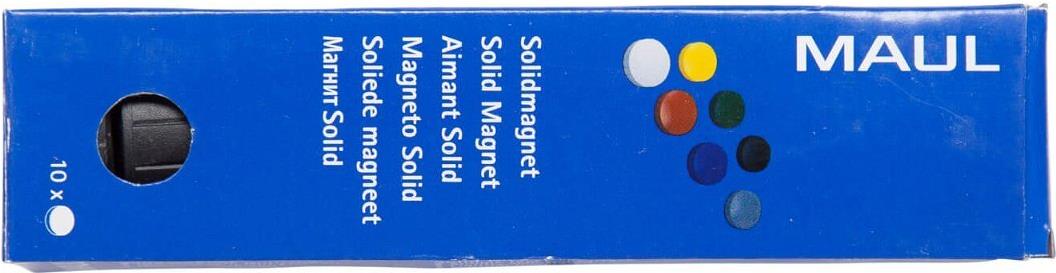 MAUL
Solidmagnet
Solid Magnet
Aimant Solid
Magneto Solid
Soliede magneet
Магнит Solid
10 x